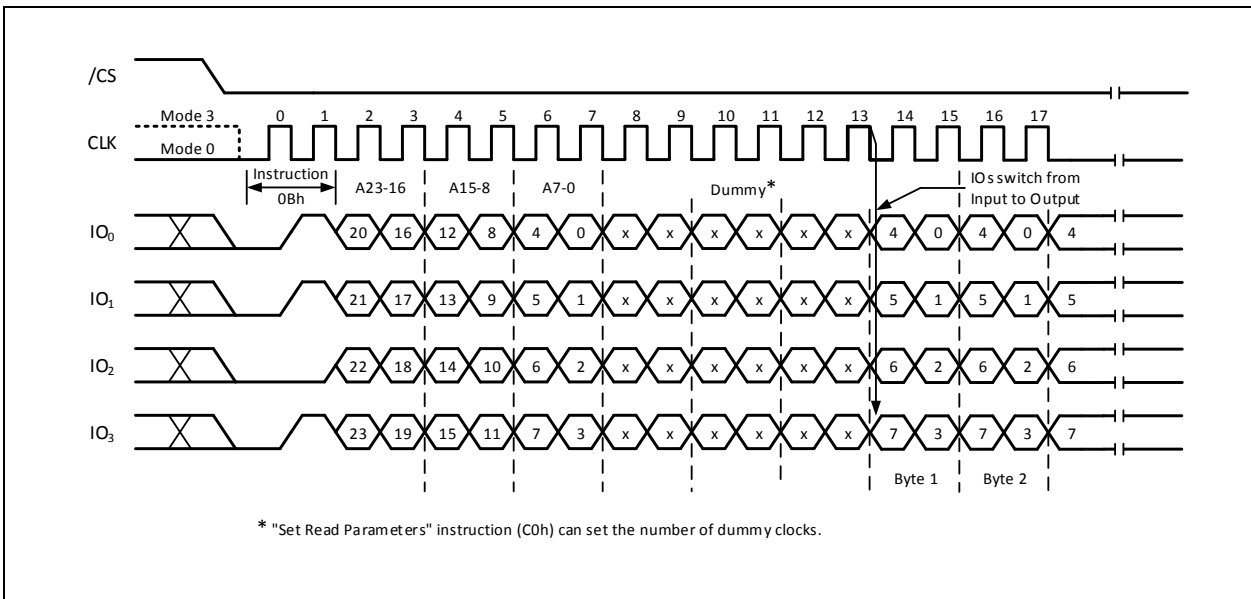 /CS
Mode 3 0 1 2 3 4 5 6 7 8 9 10 11 12 13 14 15 16 17
CLK
Mode 0
Instruction
0Bh
A23-16 A15-8 A7-0 Dummy*
IOs switch from
Input to Output
IO0 20 16 12 8 4 0 x x x x x x 4 0 4 0 4
IO1 21 17 13 9 5 1 x x x x x x 5 1 5 1 5
IO2 22 18 14 10 6 2 x x x x x x 6 2 6 2 6
IO3 23 19 15 11 7 3 x x x x x x 7 3 7 3 7
Byte 1 Byte 2
* "Set Read Parameters" instruction (C0h) can set the number of dummy clocks.